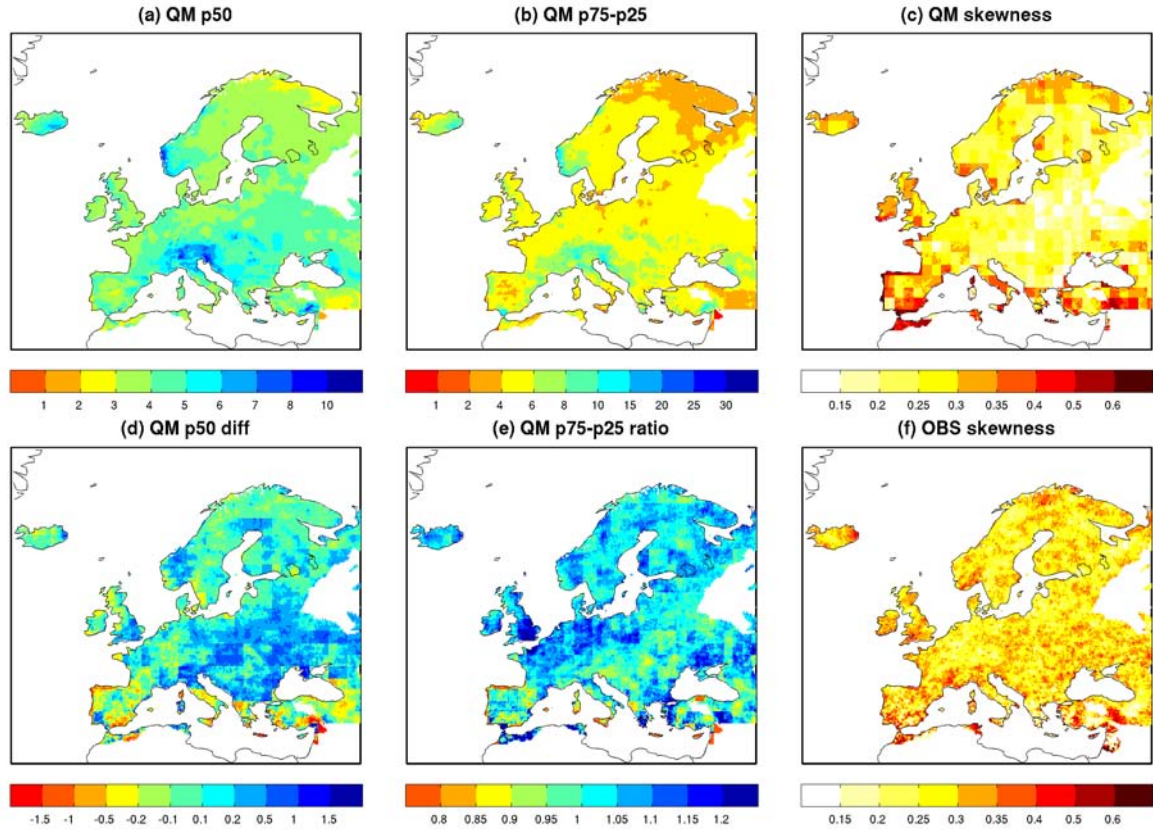 (a) QM p50
(b) QM p75-p25
(c) QM skewness
1 2 3 4 5 6 7 8 10
1 2 4 6 8 10 15 20 25 30
0.15 0.2 0.25 0.3 0.35 0.4 0.5 0.6
(d) QM p50 diff
(e) QM p75-p25 ratio
(f) OBS skewness
-1.5 -1 -0.5 -0.2 -0.1 0.1 0.2 0.5 1 1.5
0.8 0.85 0.9 0.95 1 1.05 1.1 1.15 1.2
0.15 0.2 0.25 0.3 0.35 0.4 0.5 0.6